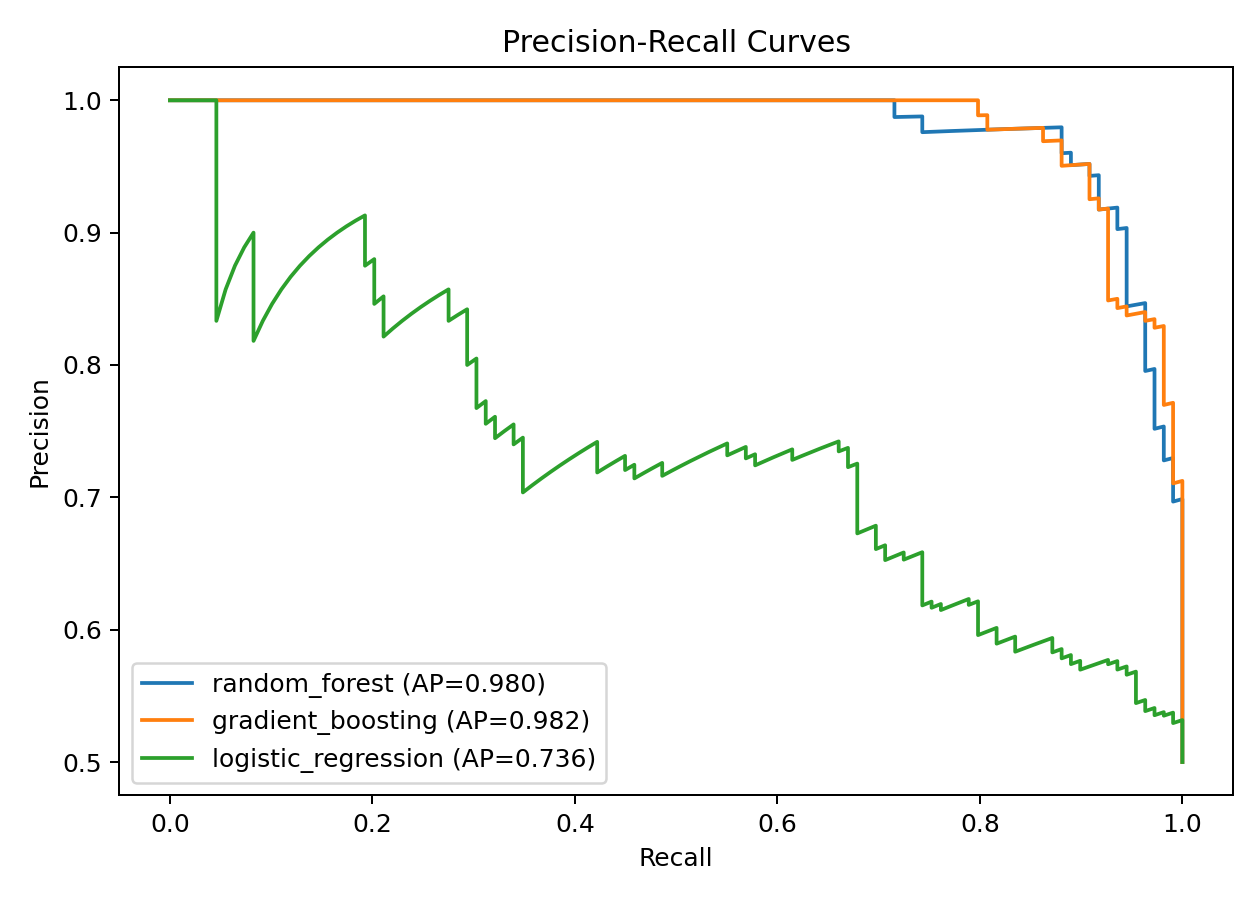 Precision-Recall Curves
Precision
1.0
0.9
0.8
0.7
0.6
0.5
random_forest (AP=0.980)
gradient_boosting (AP=0.982)
logistic_regression (AP=0.736)
0.0 0.2 0.4 0.6 0.8 1.0
Recall